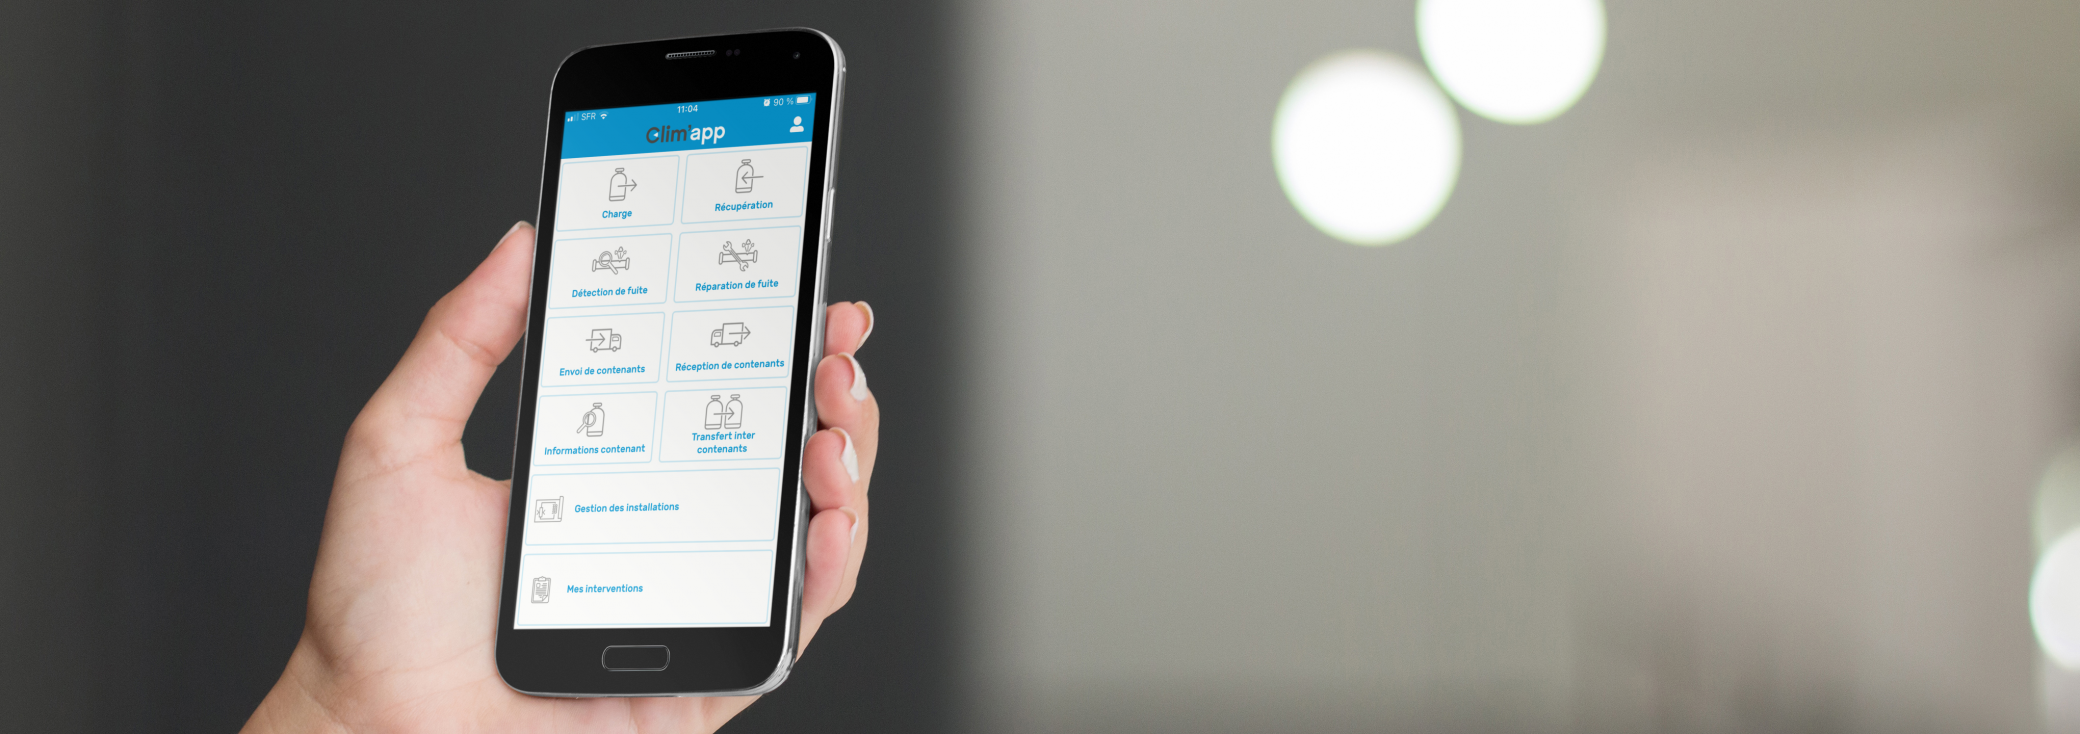 SFR
11:04
90 %
Clim'app
Charge
Récupération
Détection de fuite
Réparation de fuite
Envoi de contenants
Réception de contenants
Informations contenant
Transfert inter
contenants
Gestion des installations
Mes interventions